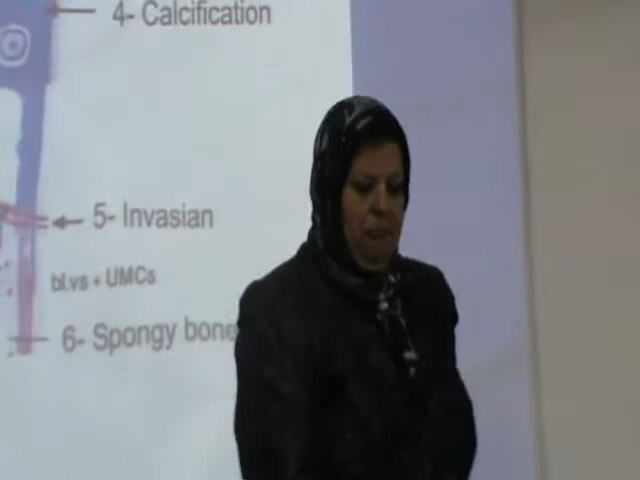 4- Calcification
5- Invasian
bl.vs + UMCs
6- Spongy bone